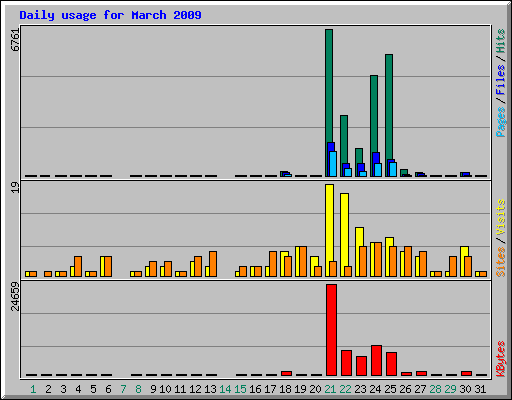 Daily usage for March 2009
6761
Pages / Files / Hits
19
Sites / Visits
24659
KBytes
1 2 3 4 5 6 7 8 9 10 11 12 13 14 15 16 17 18 19 20 21 22 23 24 25 26 27 28 29 30 31